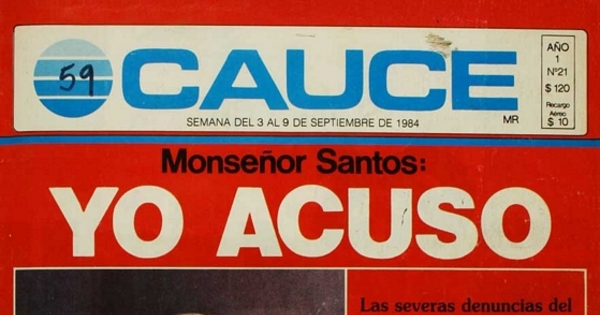 59
CAUCE
MR
SEMANA DEL 3 AL 9 DE SEPTIEMBRE DE 1984
AÑO
1
Nº21
$ 120
Recargo
Aéreo
$ 10
Monseñor Santos:
YO ACUSO
Las severas denuncias del